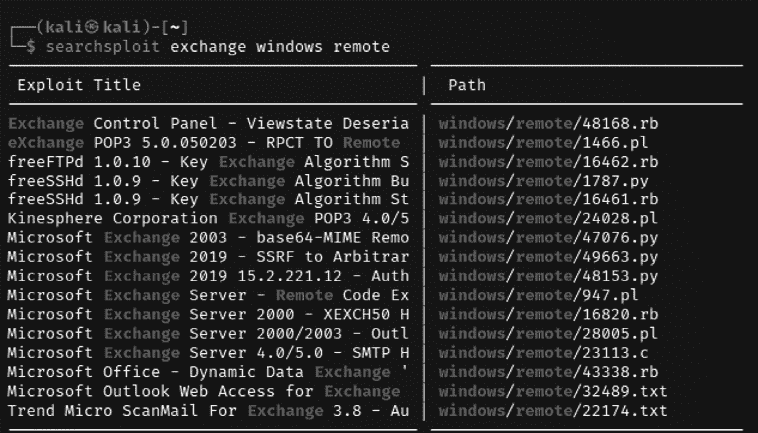 ┌──(kali㉿kali)-[~]
└─$ searchsploit exchange windows remote
Exploit Title | Path
Exchange Control Panel - Viewstate Deseria | windows/remote/48168.rb
eXchange POP3 5.0.050203 - RPCT TO Remote | windows/remote/1466.pl
freeFTPd 1.0.10 - Key Exchange Algorithm S | windows/remote/16462.rb
freeSSHd 1.0.9 - Key Exchange Algorithm Bu | windows/remote/1787.py
freeSSHd 1.0.9 - Key Exchange Algorithm St | windows/remote/16461.rb
Kinesphere Corporation Exchange POP3 4.0/5 | windows/remote/24028.pl
Microsoft Exchange 2003 - base64-MIME Remo | windows/remote/47076.py
Microsoft Exchange 2019 - SSRF to Arbitrar | windows/remote/49663.py
Microsoft Exchange 2019 15.2.221.12 - Auth | windows/remote/48153.py
Microsoft Exchange Server - Remote Code Ex | windows/remote/947.pl
Microsoft Exchange Server 2000 - XEXCH50 H | windows/remote/16820.rb
Microsoft Exchange Server 2000/2003 - Outl | windows/remote/28005.pl
Microsoft Exchange Server 4.0/5.0 - SMTP H | windows/remote/23113.c
Microsoft Office - Dynamic Data Exchange ' | windows/remote/43338.rb
Microsoft Outlook Web Access for Exchange | windows/remote/32489.txt
Trend Micro ScanMail For Exchange 3.8 - Au | windows/remote/22174.txt